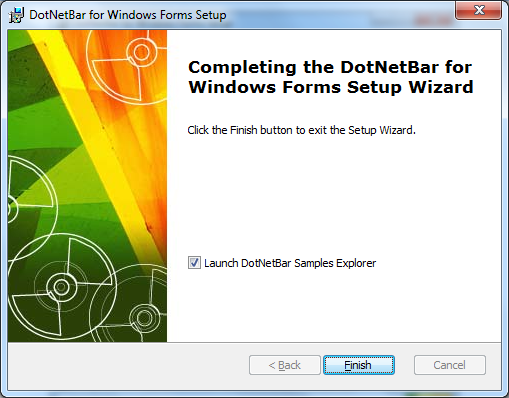 DotNetBar for Windows Forms Setup
Completing the DotNetBar for
Windows Forms Setup Wizard
Click the Finish button to exit the Setup Wizard.
Launch DotNetBar Samples Explorer
< Back
Finish
Cancel